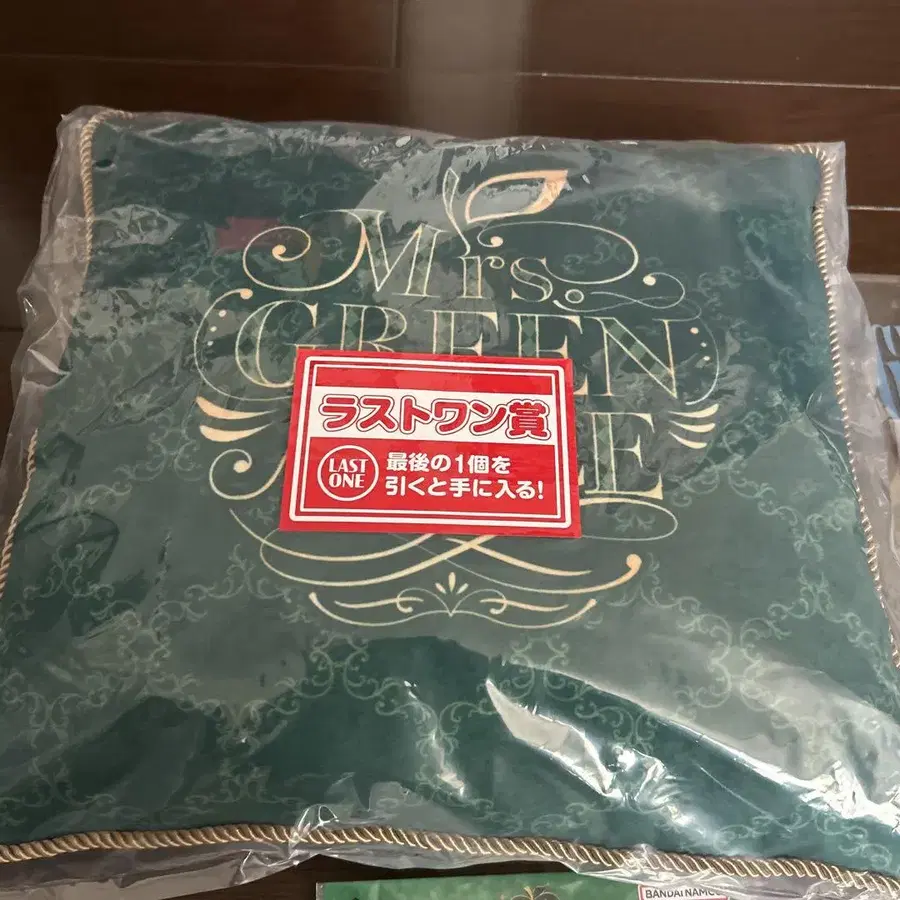 Mrs.
GREEN
ラストワン賞
LAST
ONE
最後の1個を
引くと手に入る!
BANDAI NAMCO